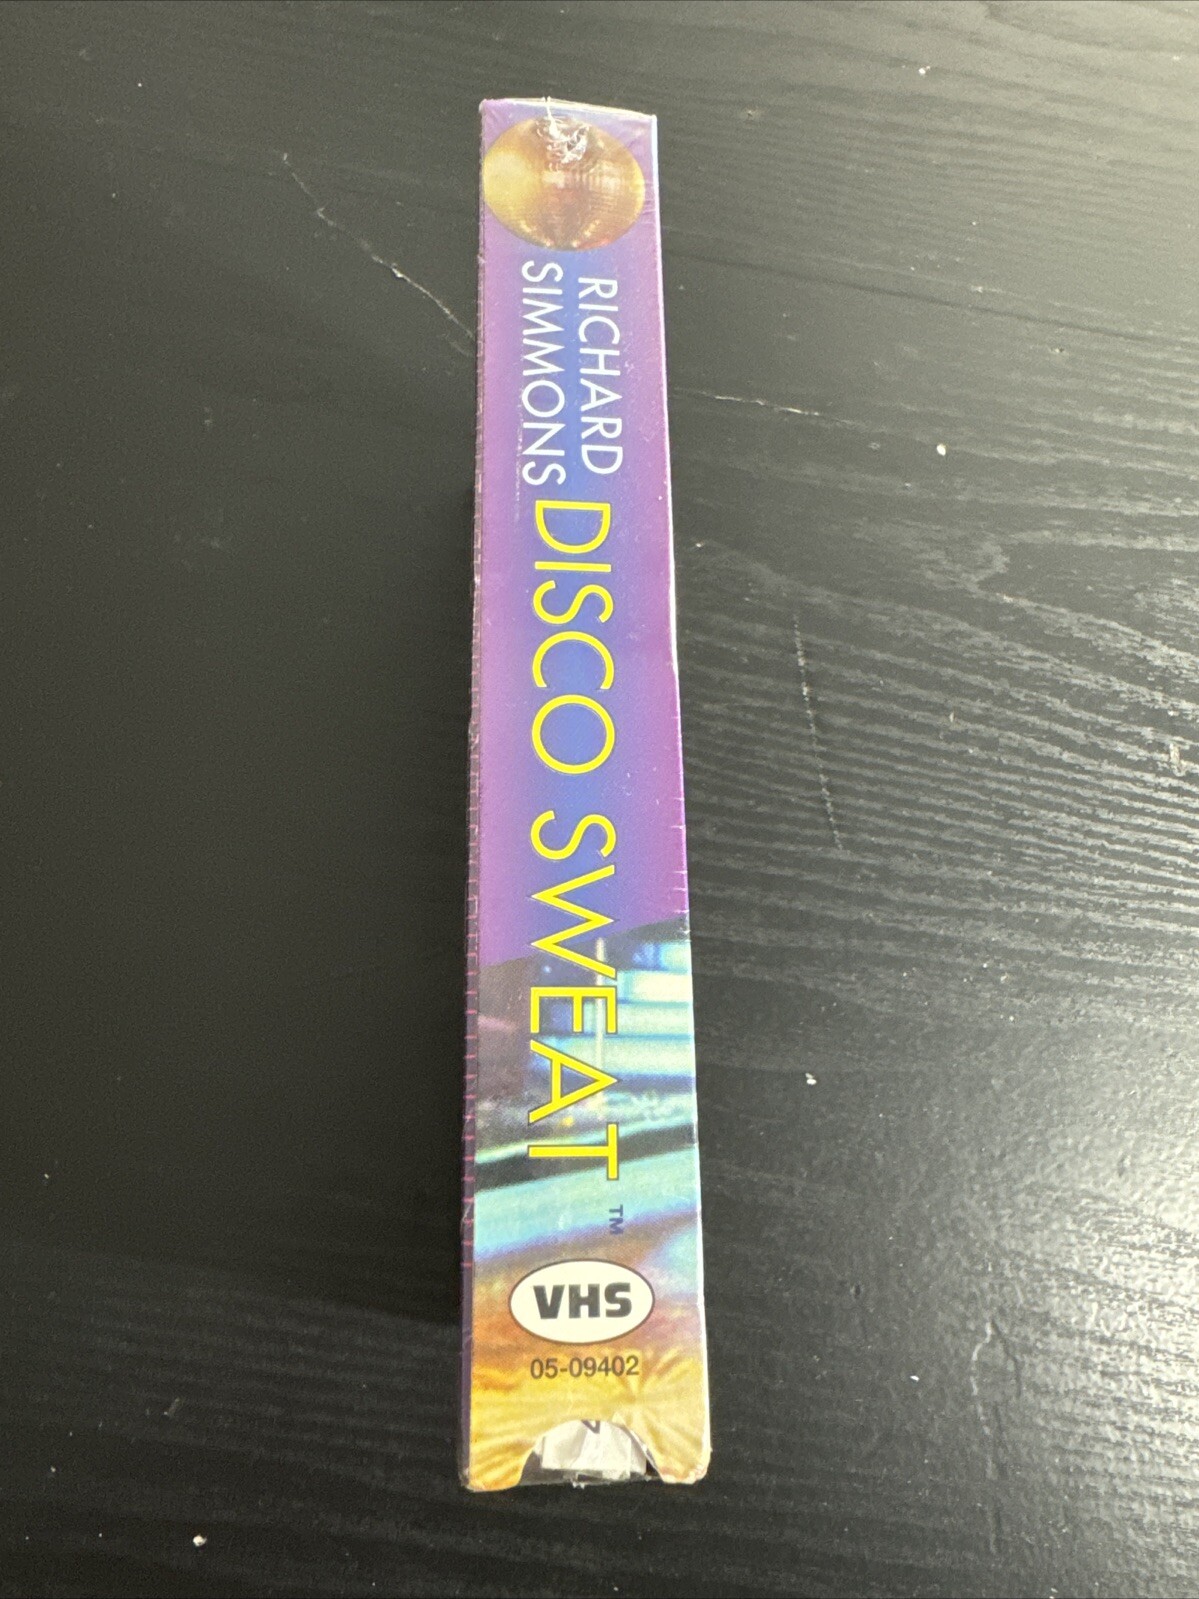 RICHARD
SIMMONS
DISCO SWEAT ™
VHS
05-09402